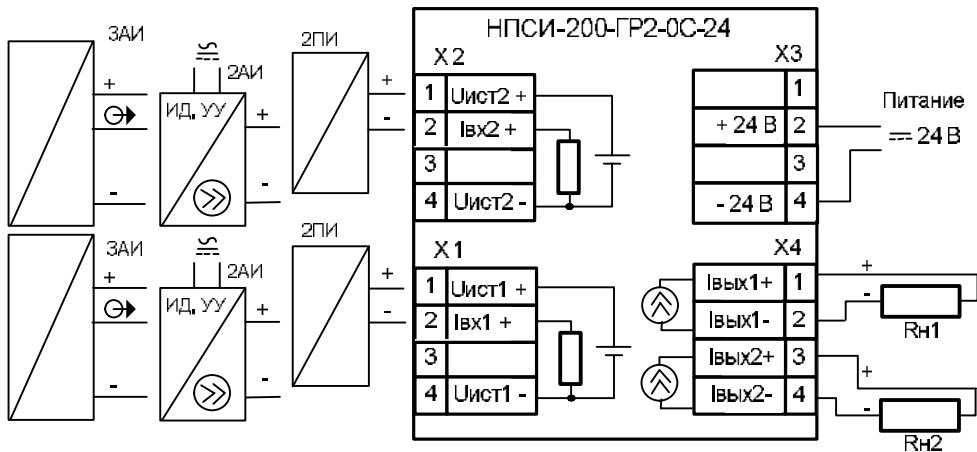 НПСИ-200-ГР2-0С-24
3АИ
2АИ
ИД, УУ
2ПИ
+
-
+
-
+
-
X2
1 Uист2 +
2 Iвх2 +
3
4 Uист2 -
X3
1
+ 24 В 2
3
- 24 В 4
Питание
24 В
3АИ
2АИ
ИД, УУ
2ПИ
+
-
+
-
+
-
X1
1 Uист1 +
2 Iвх1 +
3
4 Uист1 -
X4
Iвых1+ 1
Iвых1- 2
Iвых2+ 3
Iвых2- 4
+
-
Rн1
+
-
Rн2